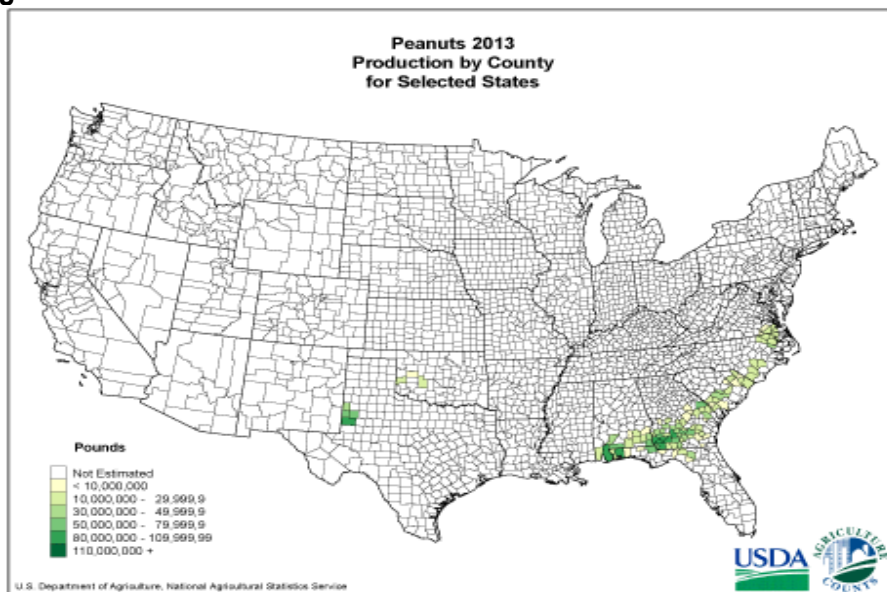 Peanuts 2013
Production by County
for Selected States
Pounds
Not Estimated
< 10,000,000
10,000,000 - 29,999,9
30,000,000 - 49,999,9
50,000,000 - 79,999,9
80,000,000 - 109,999,99
110,000,000 +
U.S. Department of Agriculture, National Agricultural Statistics Service
USDA
AGRICULTURE
COUNTS